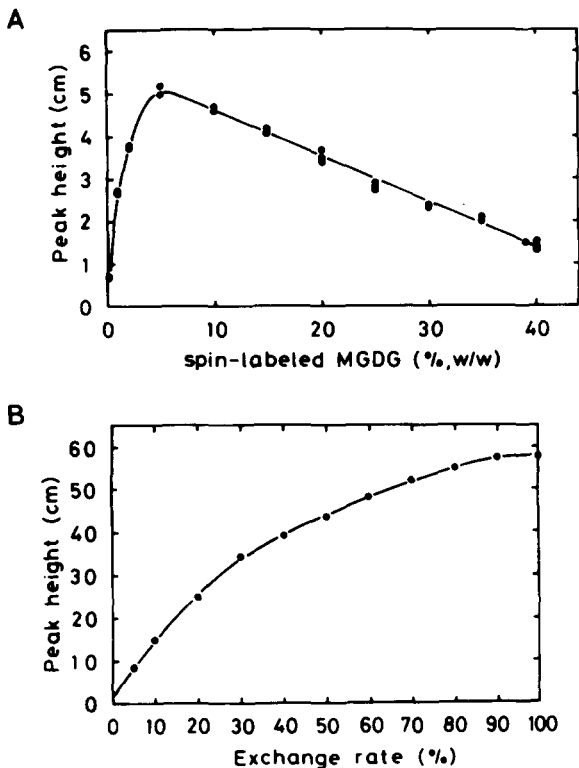 A
Peak height (cm)
6
5
4
3
2
1
0
0 10 20 30 40
spin-labeled MGDG (%, w/w)
B
Peak height (cm)
60
50
40
30
20
10
0
0 10 20 30 40 50 60 70 80 90 100
Exchange rate (%)